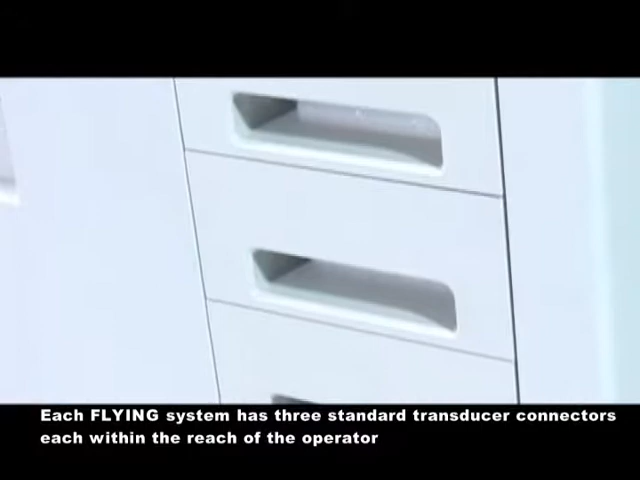 Each FLYING system has three standard transducer connectors
each within the reach of the operator